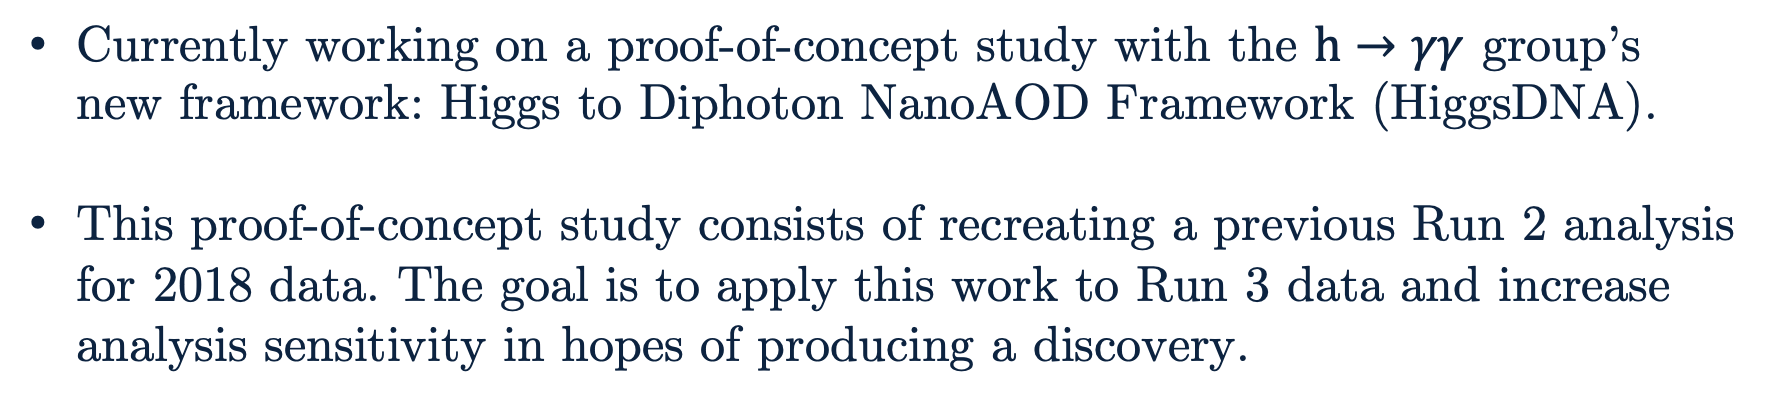 • Currently working on a proof-of-concept study with the h → γγ group's
new framework: Higgs to Diphoton NanoAOD Framework (HiggsDNA).
• This proof-of-concept study consists of recreating a previous Run 2 analysis
for 2018 data. The goal is to apply this work to Run 3 data and increase
analysis sensitivity in hopes of producing a discovery.